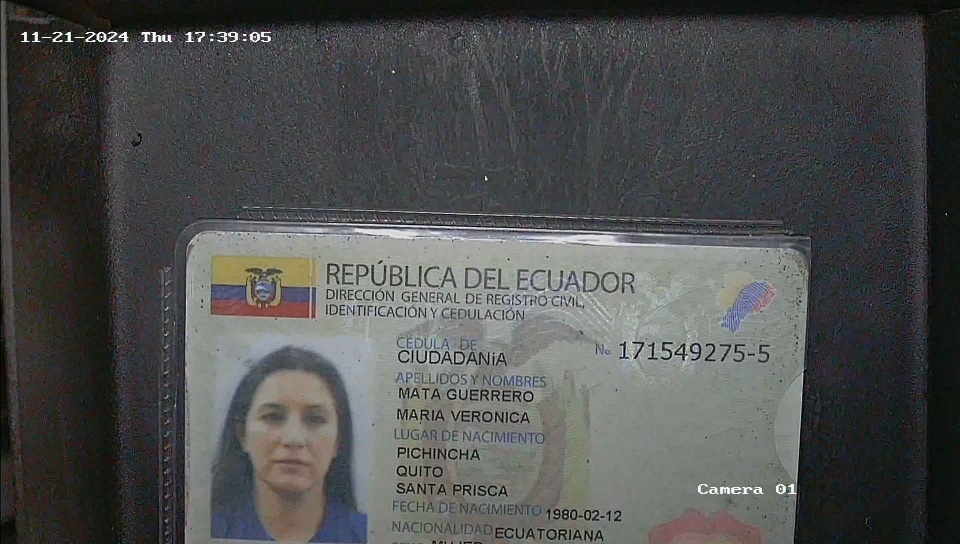 11-21-2024 Thu 17:39:05
REPÚBLICA DEL ECUADOR
DIRECCIÓN GENERAL DE REGISTRO CIVIL,
IDENTIFICACIÓN Y CEDULACIÓN
CÉDULA DE
CIUDADANÍA
No. 171549275-5
APELLIDOS Y NOMBRES
MATA GUERRERO
MARIA VERONICA
LUGAR DE NACIMIENTO
PICHINCHA
QUITO
SANTA PRISCA
FECHA DE NACIMIENTO 1980-02-12
NACIONALIDAD ECUATORIANA
Camera 01